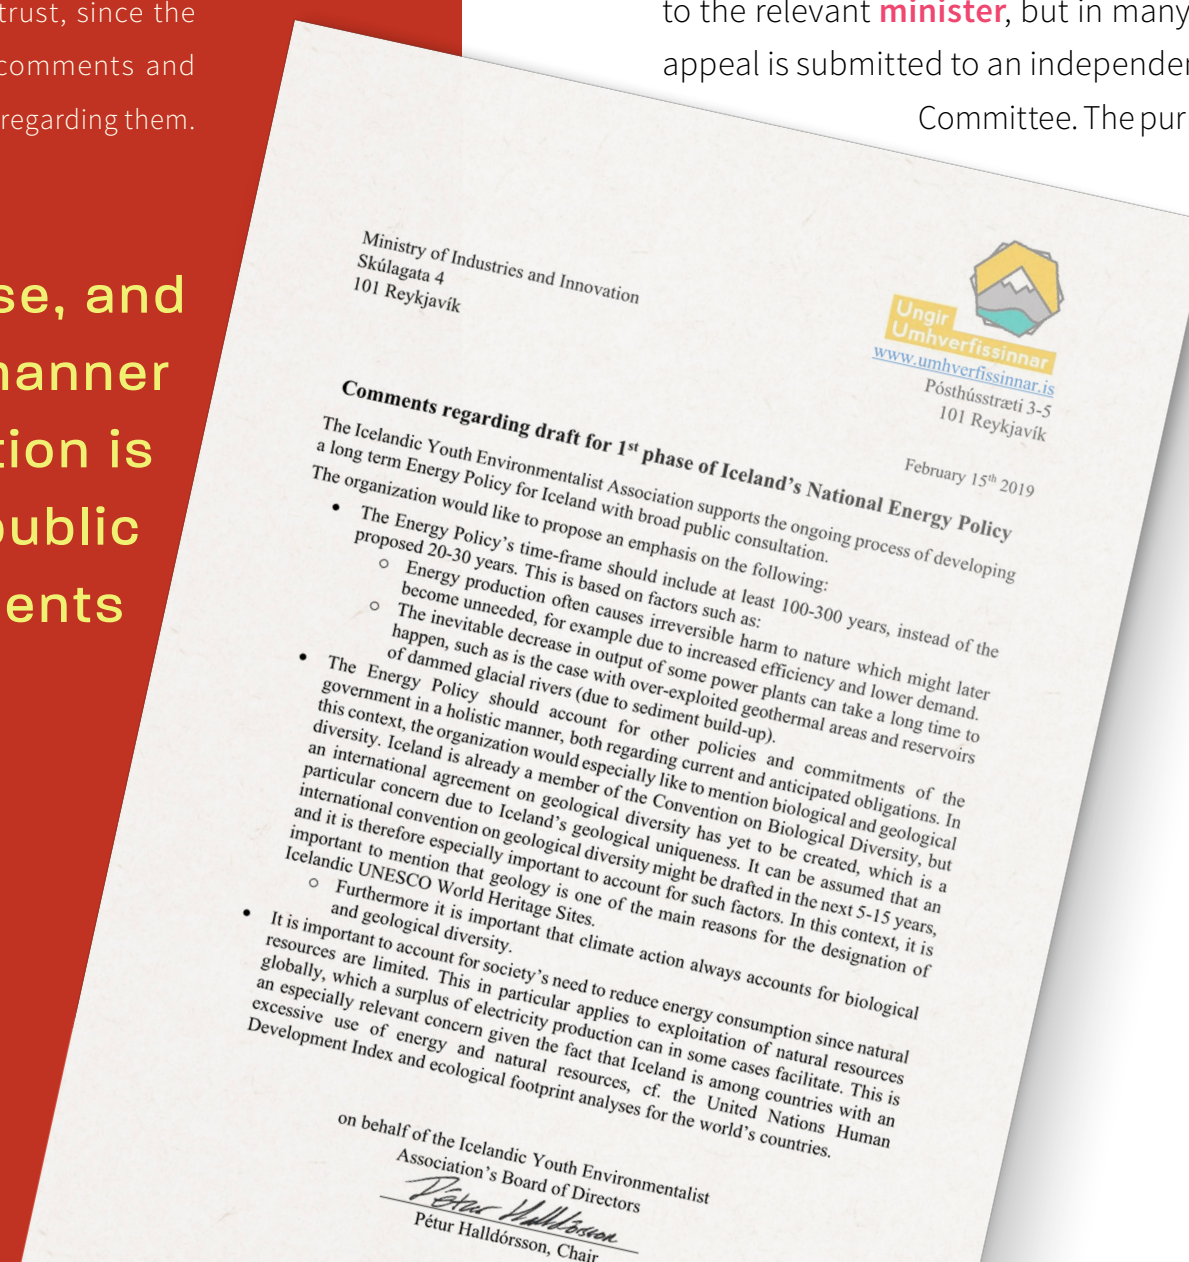 trust, since the
comments and
regarding them.
se, and
manner
tion is
public
ents
to the relevant minister, but in many
appeal is submitted to an independen
Committee. The pur
Ministry of Industries and Innovation
Skúlagata 4
101 Reykjavík
Ungir
Umhverfissinnar
www.umhverfissinnar.is
Pósthússtræti 3-5
101 Reykjavík
February 15th 2019
Comments regarding draft for 1st phase of Iceland's National Energy Policy
The Icelandic Youth Environmentalist Association supports the ongoing process of developing
a long term Energy Policy for Iceland with broad public consultation.
The organization would like to propose an emphasis on the following:
• The Energy Policy's time-frame should include at least 100-300 years, instead of the
proposed 20-30 years. This is based on factors such as:
○ Energy production often causes irreversible harm to nature which might later
become unneeded, for example due to increased efficiency and lower demand.
○ The inevitable decrease in output of some power plants can take a long time to
happen, such as is the case with over-exploited geothermal areas and reservoirs
of dammed glacial rivers (due to sediment build-up).
• The Energy Policy should account for other policies and commitments of the
government in a holistic manner, both regarding current and anticipated obligations. In
this context, the organization would especially like to mention biological and geological
diversity. Iceland is already a member of the Convention on Biological Diversity, but
an international agreement on geological diversity has yet to be created, which is a
particular concern due to Iceland's geological uniqueness. It can be assumed that an
international convention on geological diversity might be drafted in the next 5-15 years,
and it is therefore especially important to account for such factors. In this context, it is
important to mention that geology is one of the main reasons for the designation of
Icelandic UNESCO World Heritage Sites.
○ Furthermore it is important that climate action always accounts for biological
and geological diversity.
• It is important to account for society's need to reduce energy consumption since natural
resources are limited. This in particular applies to exploitation of natural resources
globally, which a surplus of electricity production can in some cases facilitate. This is
an especially relevant concern given the fact that Iceland is among countries with an
excessive use of energy and natural resources, cf. the United Nations Human
Development Index and ecological footprint analyses for the world's countries.
on behalf of the Icelandic Youth Environmentalist
Association's Board of Directors
Pétur Halldórsson
Pétur Halldórsson, Chair